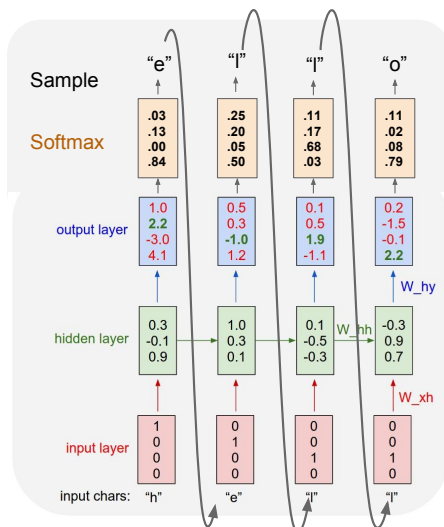 “e” “l” “l” “o”
Sample
.03 .25 .11 .11
.13 .20 .17 .02
Softmax
.00 .05 .68 .08
.84 .50 .03 .79
1.0 0.5 0.1 0.2
2.2 0.3 0.5 -1.5
output layer
-3.0 -1.0 1.9 -0.1
4.1 1.2 -1.1 2.2
W_hy
0.3 1.0 0.1 -0.3
W_hh
hidden layer
-0.1 0.3 -0.5 0.9
0.9 0.1 -0.3 0.7
W_xh
1 0 0 0
0 1 0 0
input layer
0 0 1 1
0 0 0 0
input chars: “h” “e” “l” “l”